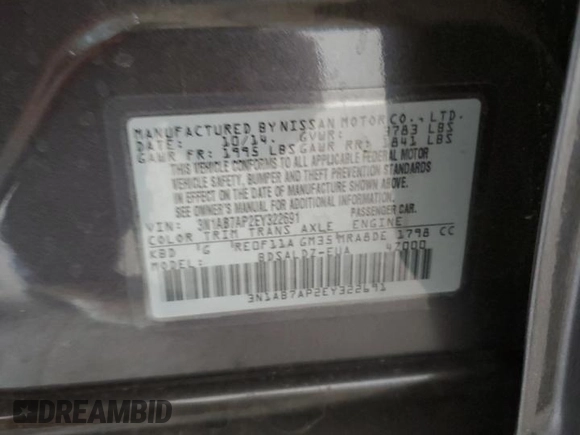 MANUFACTURED BY NISSAN MOTOR CO., LTD.
DATE: 10/14 GVWR: 3783 LBS
GAWR FR: 1995 LBS GAWR RR: 1841 LBS
THIS VEHICLE CONFORMS TO ALL APPLICABLE FEDERAL MOTOR
VEHICLE SAFETY, BUMPER AND THEFT PREVENTION STANDARDS
IN EFFECT ON THE DATE OF MANUFACTURE SHOWN ABOVE.
SEE OWNER'S MANUAL FOR ADDITIONAL INFORMATION.
VIN: 3N1AB7AP2EY322691 PASSENGER CAR.
COLOR TRIM TRANS AXLE ENGINE
KBD G RE0F11A GM35 MRA8DE 1798 CC
MODEL: BDSALDZ-EUA 47000
3N1AB7AP2EY322691
DREAMBID